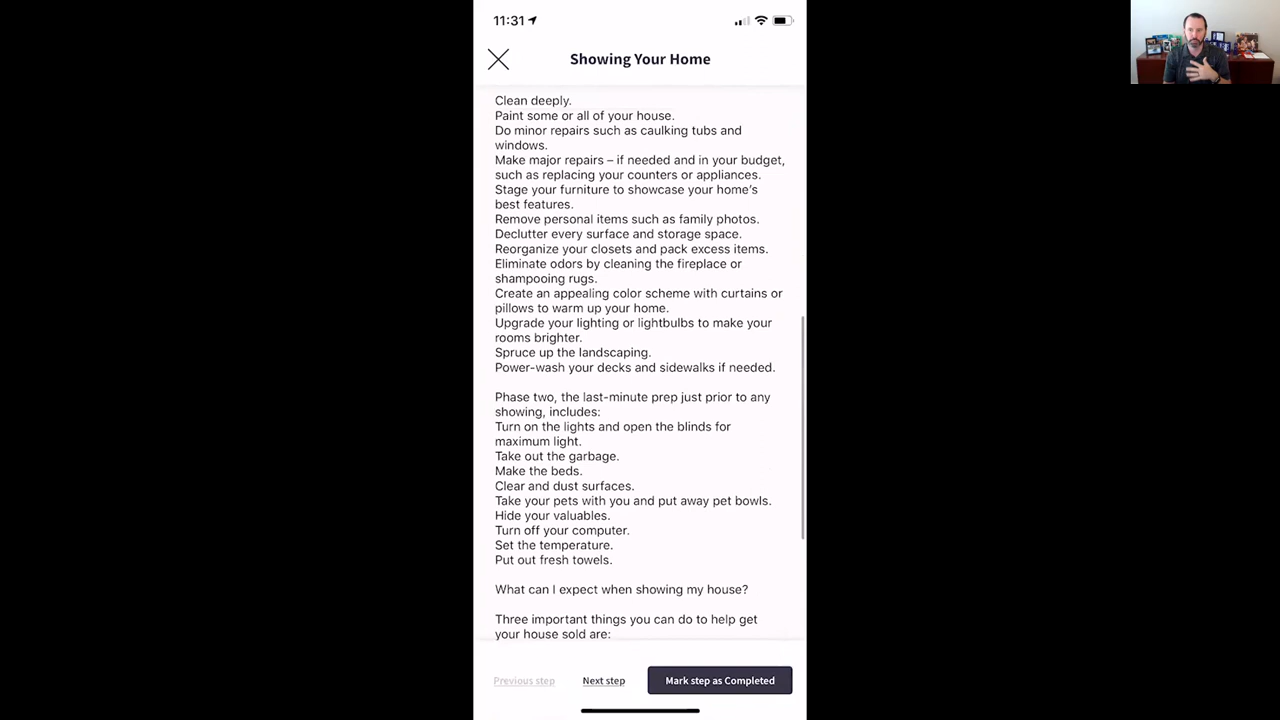 11:31
Showing Your Home
Clean deeply.
Paint some or all of your house.
Do minor repairs such as caulking tubs and
windows.
Make major repairs – if needed and in your budget,
such as replacing your counters or appliances.
Stage your furniture to showcase your home's
best features.
Remove personal items such as family photos.
Declutter every surface and storage space.
Reorganize your closets and pack excess items.
Eliminate odors by cleaning the fireplace or
shampooing rugs.
Create an appealing color scheme with curtains or
pillows to warm up your home.
Upgrade your lighting or lightbulbs to make your
rooms brighter.
Spruce up the landscaping.
Power-wash your decks and sidewalks if needed.
Phase two, the last-minute prep just prior to any
showing, includes:
Turn on the lights and open the blinds for
maximum light.
Take out the garbage.
Make the beds.
Clear and dust surfaces.
Take your pets with you and put away pet bowls.
Hide your valuables.
Turn off your computer.
Set the temperature.
Put out fresh towels.
What can I expect when showing my house?
Three important things you can do to help get
your house sold are:
Previous step
Next step
Mark step as Completed